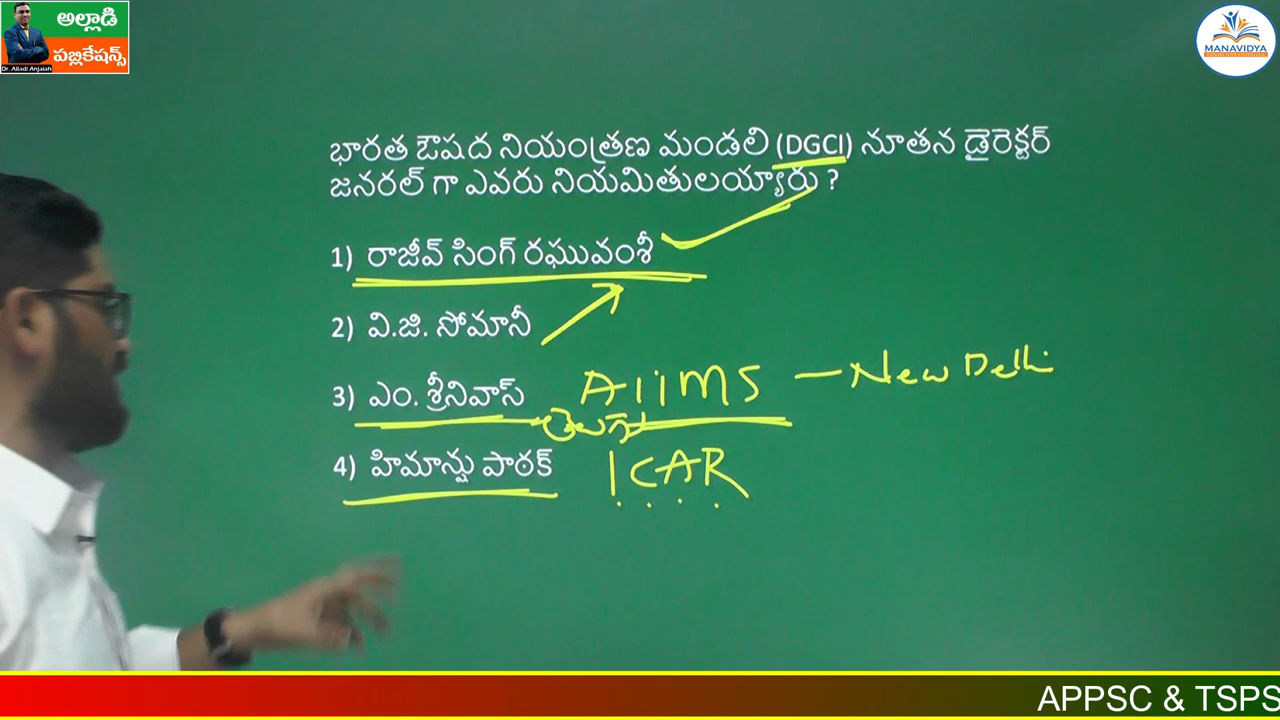 అల్లాడి
పబ్లికేషన్స్
Dr. Alladi Anjaiah
MANAVIDYA
భారత ఔషద నియంత్రణ మండలి (DGCI) నూతన డైరెక్టర్
జనరల్ గా ఎవరు నియమితులయ్యారు ?
1) రాజీవ్ సింగ్ రఘువంశీ
2) వి.జి. సోమానీ
3) ఎం. శ్రీనివాస్ AIIMS — New Delhi
తెలుగు
4) హిమాన్షు పాఠక్ ICAR
APPSC & TSPS